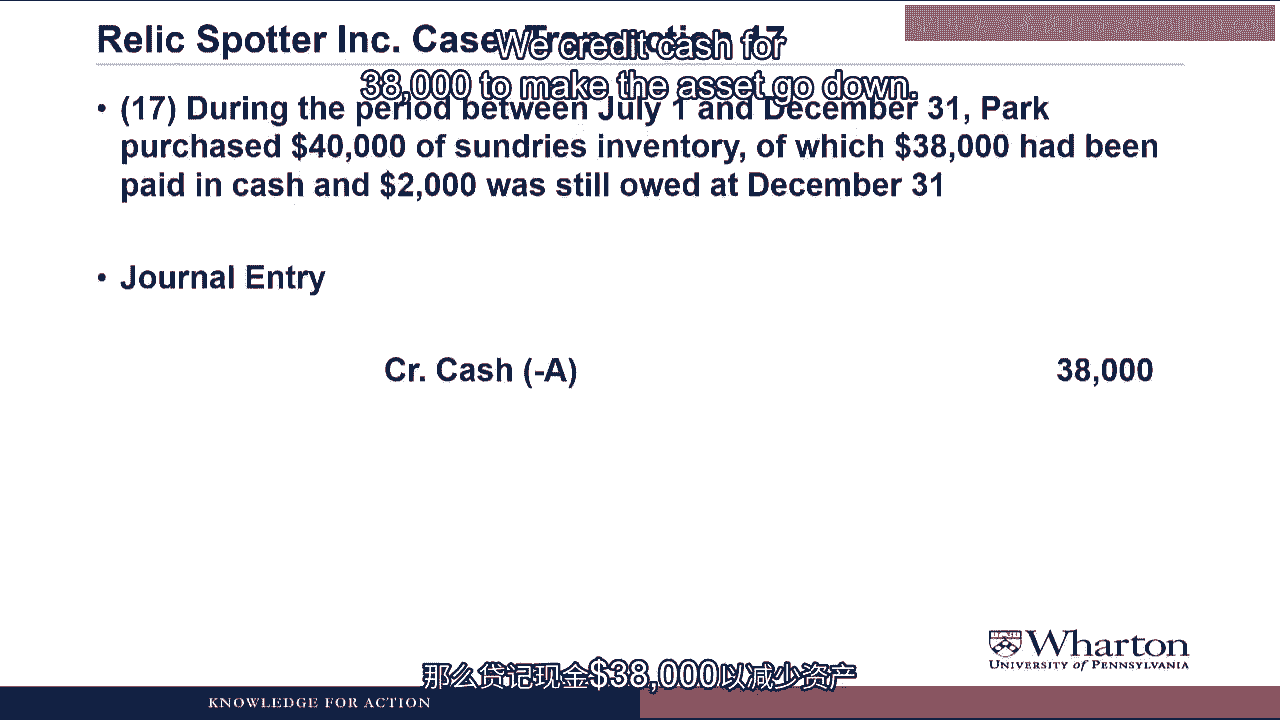 Relic Spotter Inc. Case: Transaction 17
We credit cash for
38,000 to make the asset go down.
• (17) During the period between July 1 and December 31, Park
purchased $40,000 of sundries inventory, of which $38,000 had been
paid in cash and $2,000 was still owed at December 31
• Journal Entry
Cr. Cash (-A) 38,000
Wharton
UNIVERSITY of PENNSYLVANIA
那么贷记现金$38,000以减少资产
KNOWLEDGE FOR ACTION